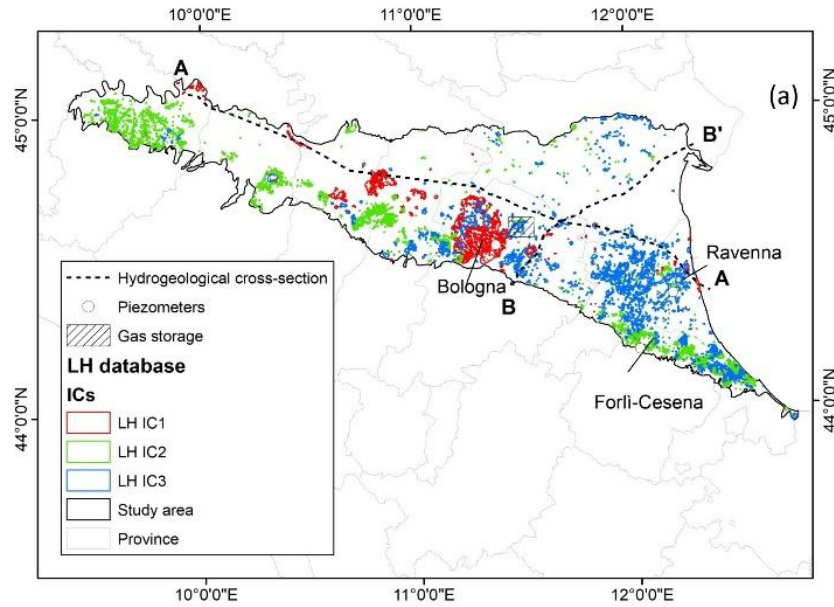 10°0'0"E 11°0'0"E 12°0'0"E
(a)
A
45°0'0"N
45°0'0"N
B'
Ravenna
Bologna
A
B
Forlì-Cesena
44°0'0"N
44°0'0"N
Hydrogeological cross-section
Piezometers
Gas storage
LH database
ICs
LH IC1
LH IC2
LH IC3
Study area
Province
10°0'0"E 11°0'0"E 12°0'0"E